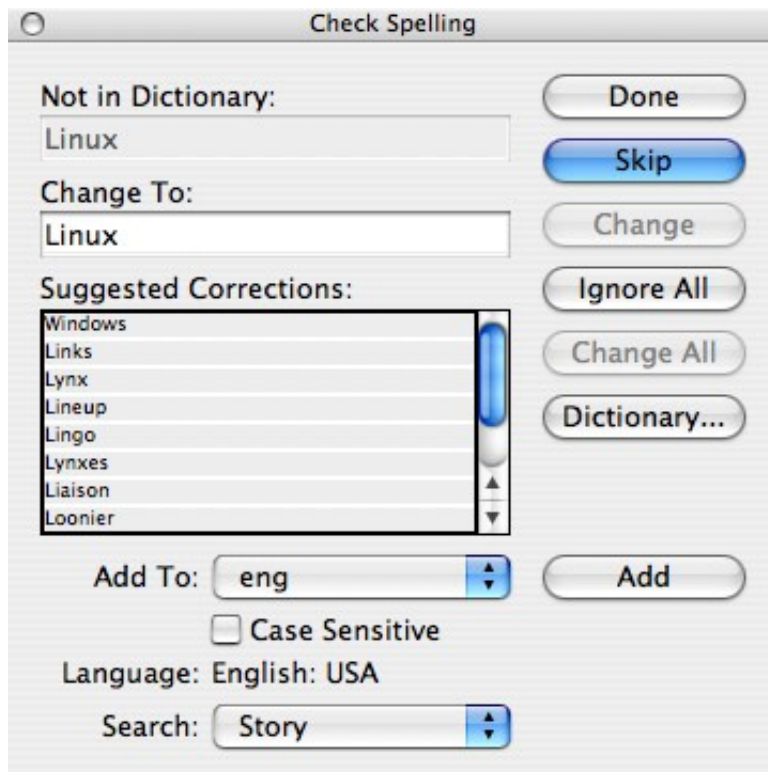 Check Spelling
Not in Dictionary:
Linux
Change To:
Linux
Suggested Corrections:
Windows
Links
Lynx
Lineup
Lingo
Lynxes
Liaison
Loonier
Done
Skip
Change
Ignore All
Change All
Dictionary...
Add To: eng
Add
Case Sensitive
Language: English: USA
Search: Story